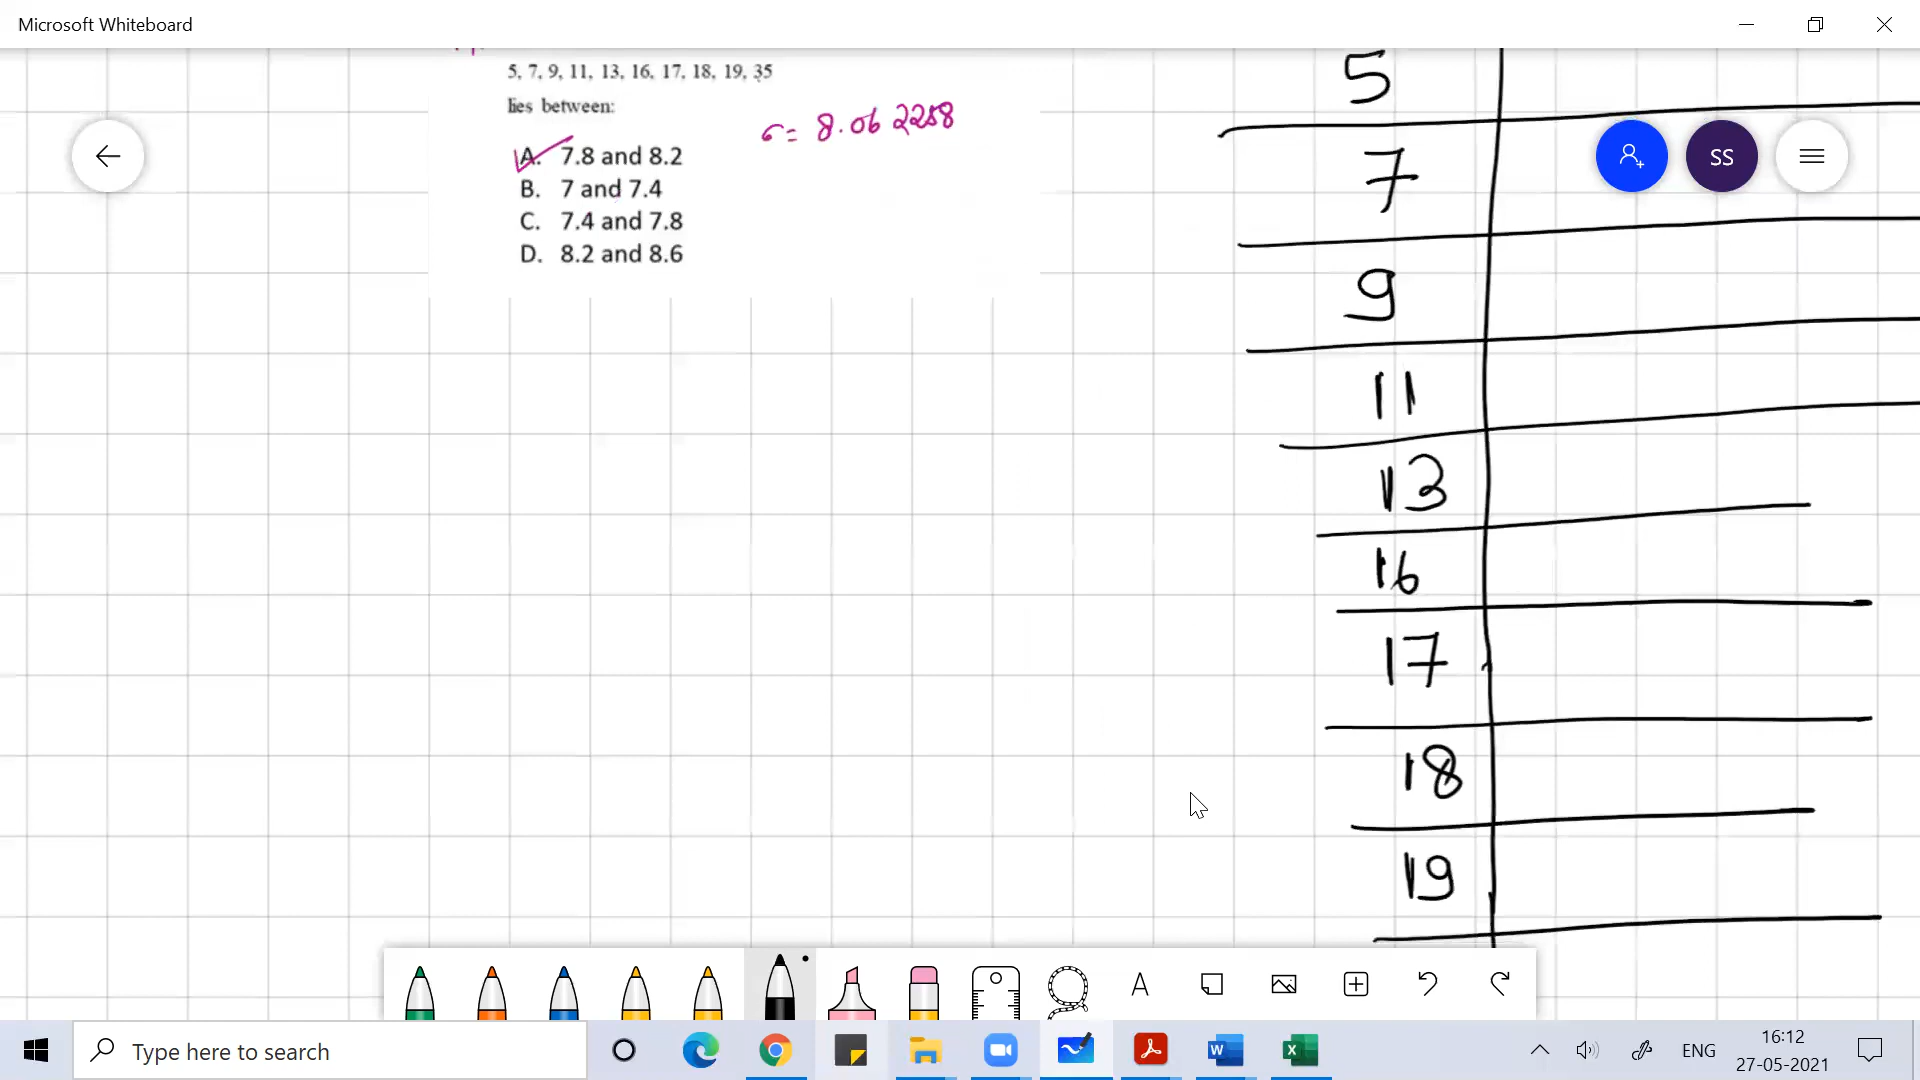 Microsoft Whiteboard
5, 7, 9, 11, 13, 16, 17, 18, 19, 35
lies between:
σ = 8.06 2258
A. 7.8 and 8.2
B. 7 and 7.4
C. 7.4 and 7.8
D. 8.2 and 8.6
5
7
9
11
13
16
17
18
19
SS
A
Type here to search
ENG
16:12
27-05-2021